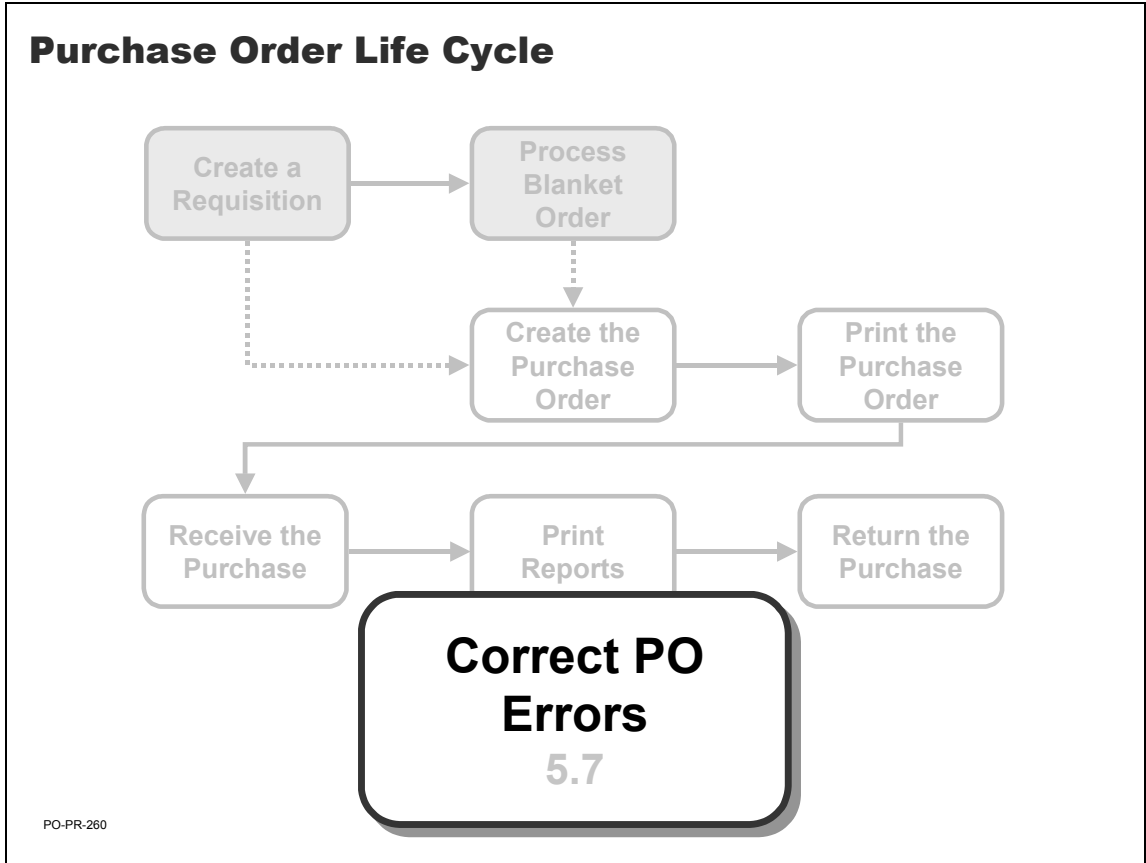 Purchase Order Life Cycle
Create a
Requisition
Process
Blanket
Order
Create the
Purchase
Order
Print the
Purchase
Order
Receive the
Purchase
Print
Reports
Return the
Purchase
Correct PO
Errors
5.7
PO-PR-260